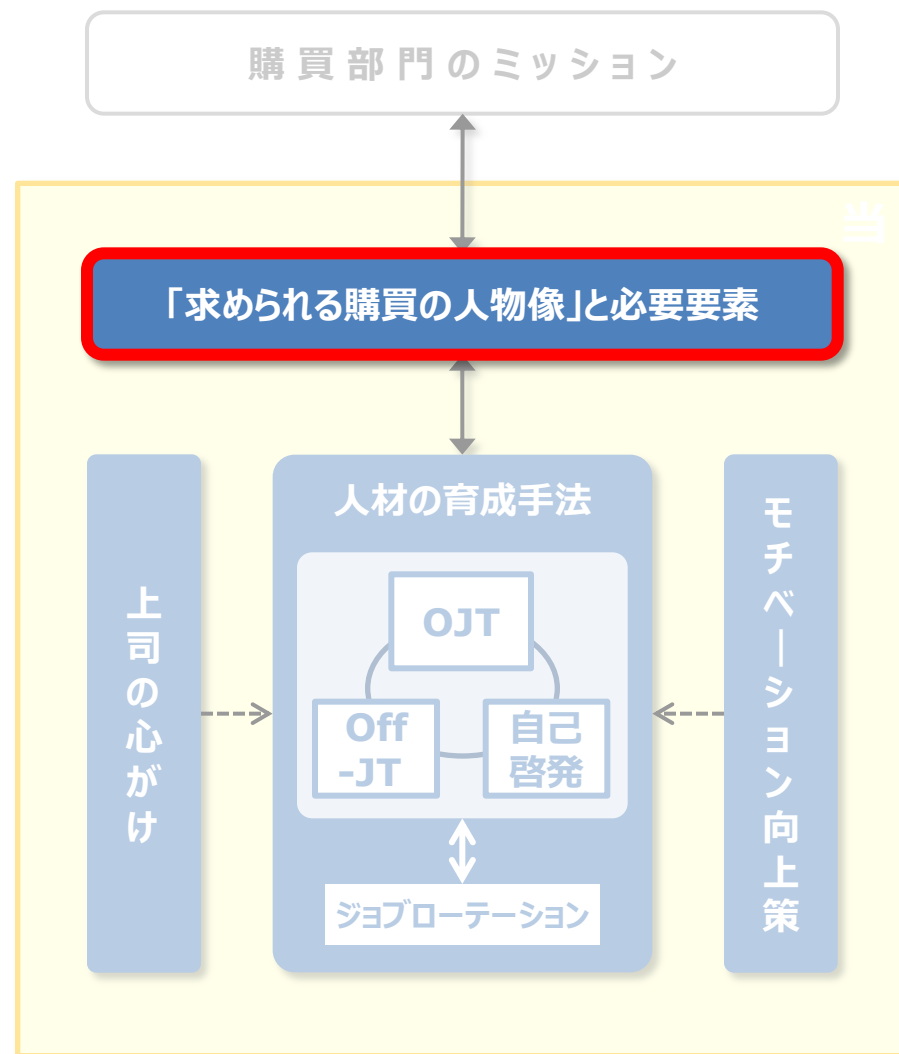 購買部門のミッション
当
「求められる購買の人物像」と必要要素
人材の育成手法
上司の心がけ
OJT
Off
-JT
自己
啓発
ジョブローテーション
モチベーション向上策